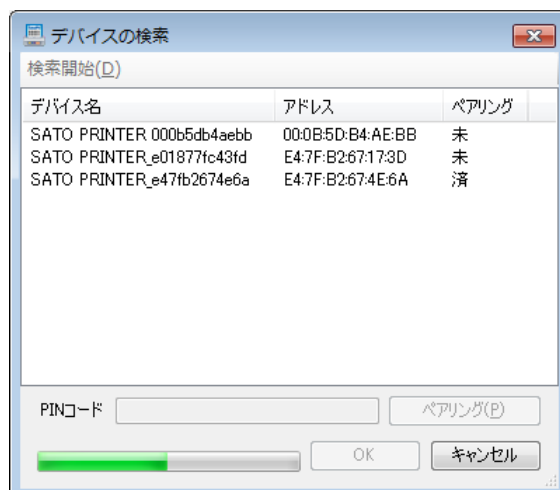 デバイスの検索
検索開始(D)
デバイス名 アドレス ペアリング
SATO PRINTER 000b5db4aebb 00:0B:5D:B4:AE:BB 未
SATO PRINTER_e01877fc43fd E4:7F:B2:67:17:3D 未
SATO PRINTER_e47fb2674e6a E4:7F:B2:67:4E:6A 済
PINコード ペアリング(P)
OK キャンセル